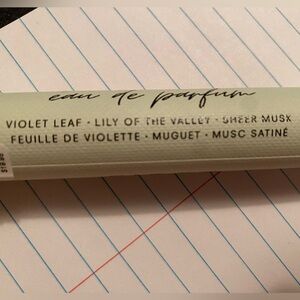 eau de parfum
VIOLET LEAF · LILY OF THE VALLEY · SHEER MUSK
FEUILLE DE VIOLETTE · MUGUET · MUSC SATINÉ